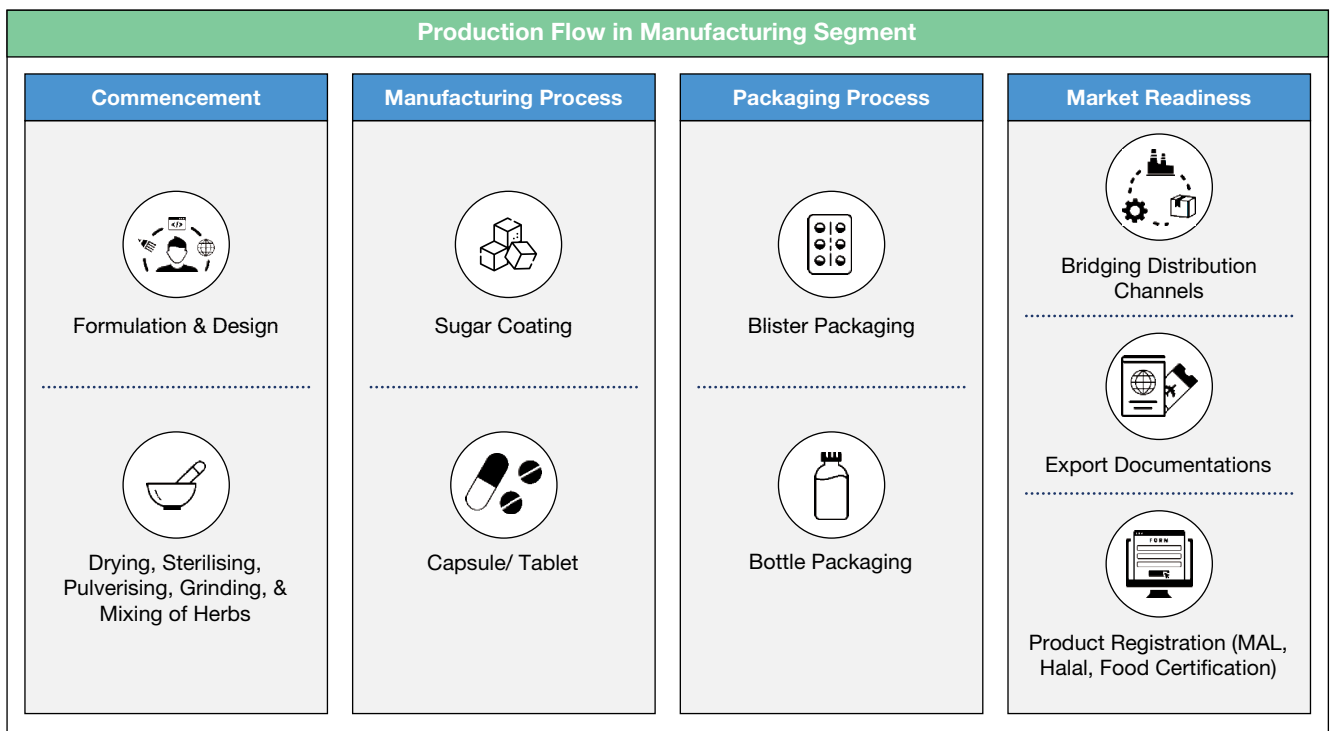 Production Flow in Manufacturing Segment
Commencement
Formulation & Design
Drying, Sterilising,
Pulverising, Grinding, &
Mixing of Herbs
Manufacturing Process
Sugar Coating
Capsule/ Tablet
Packaging Process
Blister Packaging
Bottle Packaging
Market Readiness
Bridging Distribution
Channels
Export Documentations
FORM
Product Registration (MAL,
Halal, Food Certification)